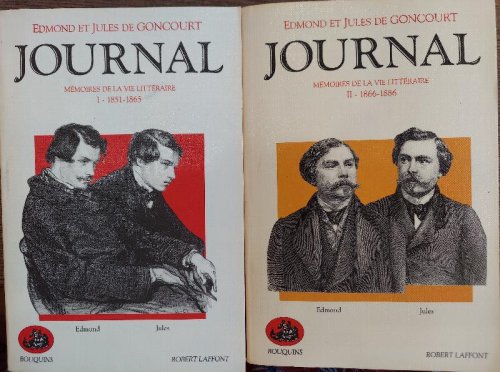 EDMOND ET JULES DE GONCOURT
JOURNAL
MÉMOIRES DE LA VIE LITTÉRAIRE
I - 1851-1865
Edmond
Jules
BOUQUINS
ROBERT LAFFONT
EDMOND ET JULES DE GONCOURT
JOURNAL
MÉMOIRES DE LA VIE LITTÉRAIRE
II - 1866-1886
Edmond
Jules
BOUQUINS
ROBERT LAFFONT